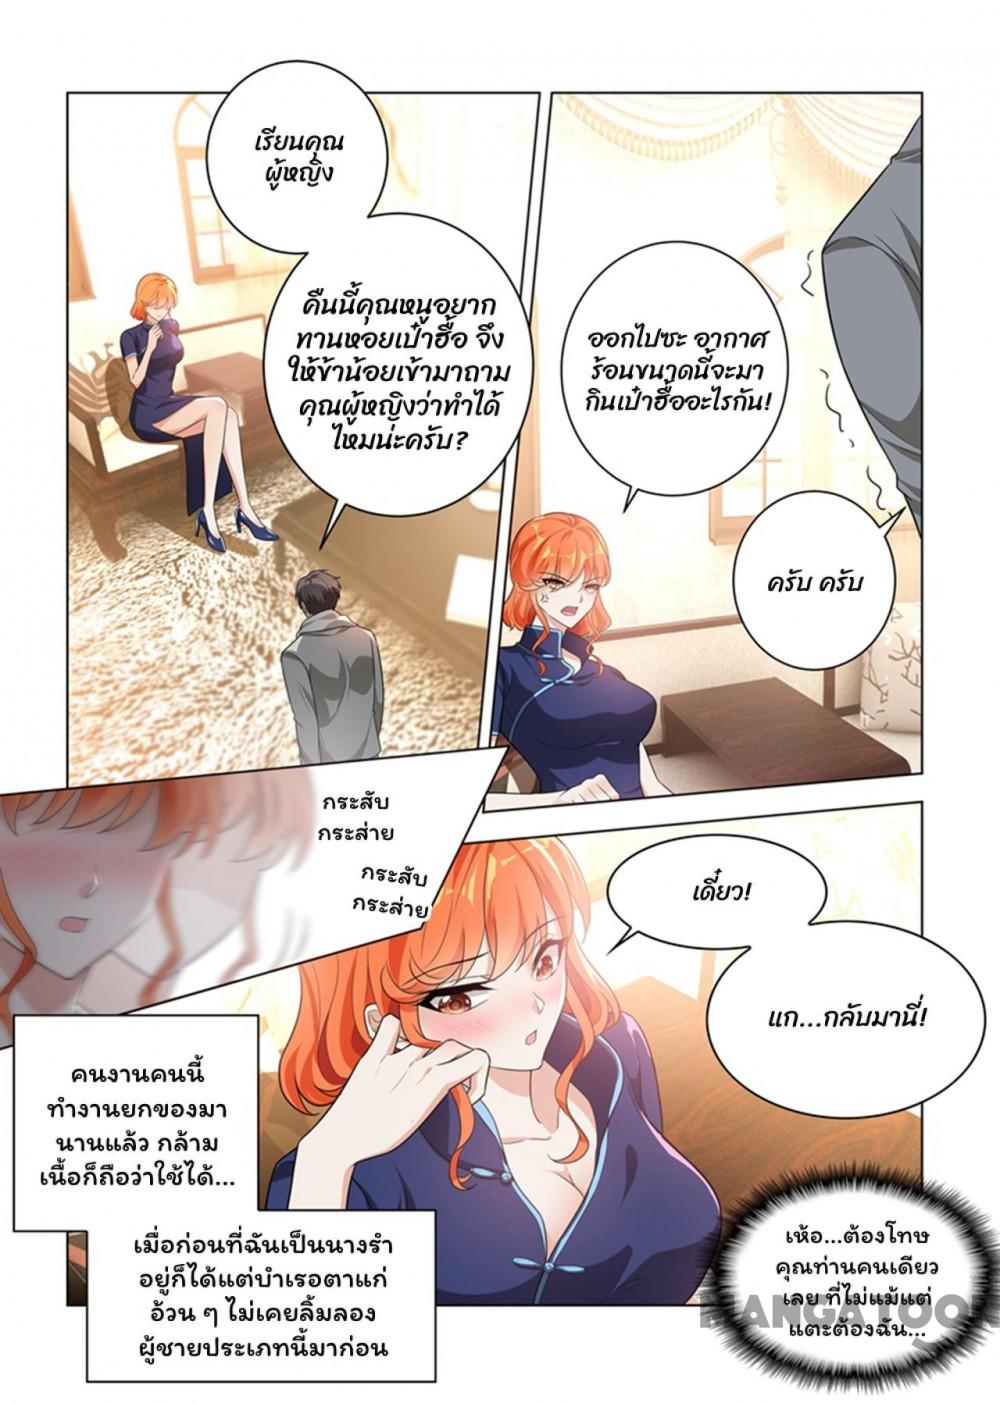 เรียนคุณ
ผู้หญิง
คืนนี้คุณหนูอยาก
ทานหอยเป๋าฮื้อ จึง
ให้ข้าน้อยเข้ามาถาม
คุณผู้หญิงว่าทำได้
ไหมน่ะครับ?
ออกไปซะ อากาศ
ร้อนขนาดนี้จะมา
กินเป๋าฮื้ออะไรกัน!
ครับ ครับ
กระสับ
กระส่าย
กระสับ
กระส่าย
เดี๋ยว!
แก...กลับมานี่!
คนงานคนนี้
ทำงานยกของมา
นานแล้ว กล้าม
เนื้อก็ถือว่าใช้ได้...
เมื่อก่อนที่ฉันเป็นนางรำ
อยู่ก็ได้แต่บำเรอตาแก่
อ้วน ๆ ไม่เคยลิ้มลอง
ผู้ชายประเภทนี้มาก่อน
เห้อ...ต้องโทษ
คุณท่านคนเดียว
เลย ที่ไม่แม้แต่
แตะต้องฉัน...
MANGATOON